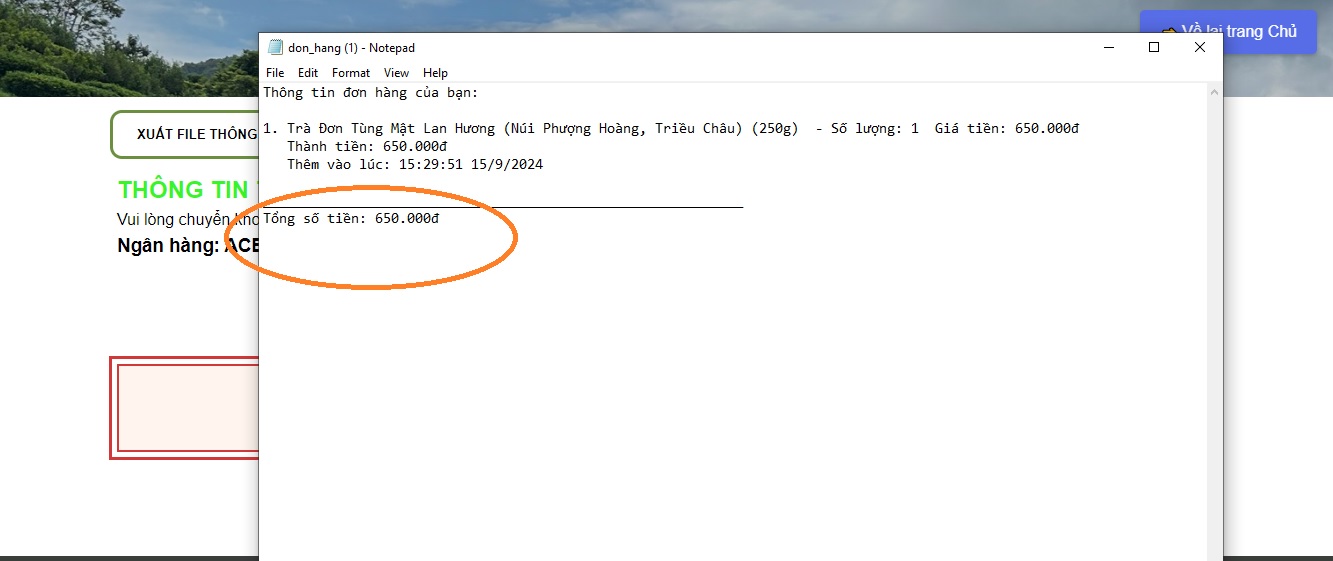 Về lại trang Chủ
don_hang (1) - Notepad
File Edit Format View Help
Thông tin đơn hàng của bạn:
1. Trà Đơn Tùng Mật Lan Hương (Núi Phượng Hoàng, Triều Châu) (250g) - Số lượng: 1 Giá tiền: 650.000đ
Thành tiền: 650.000đ
Thêm vào lúc: 15:29:51 15/9/2024
Tổng số tiền: 650.000đ
XUẤT FILE THÔNG
THÔNG TIN
Vui lòng chuyển
Ngân hàng: